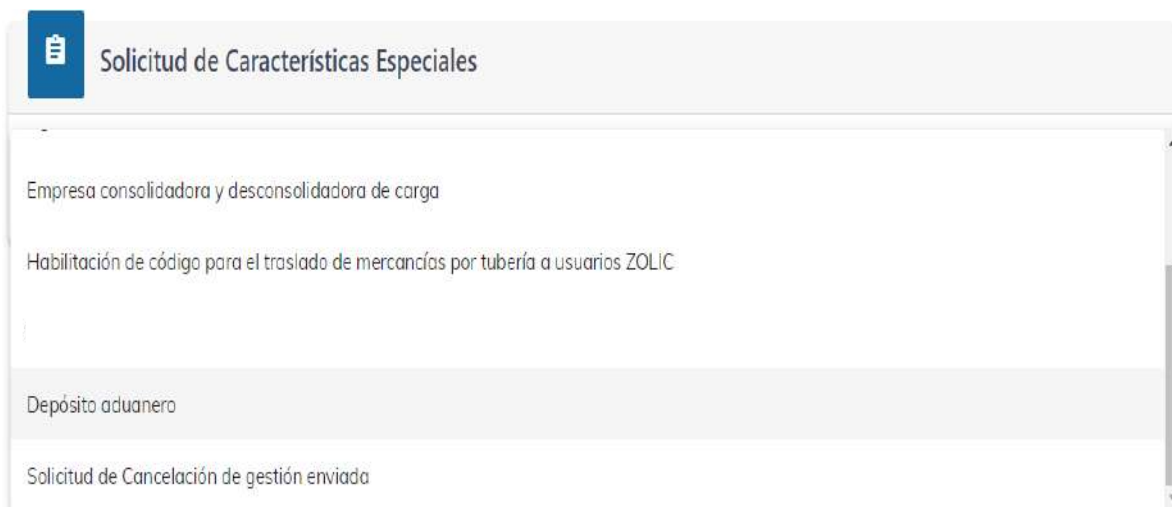 Solicitud de Características Especiales
Empresa consolidadora y desconsolidadora de carga
Habilitación de código para el traslado de mercancías por tubería a usuarios ZOLIC
Depósito aduanero
Solicitud de Cancelación de gestión enviada